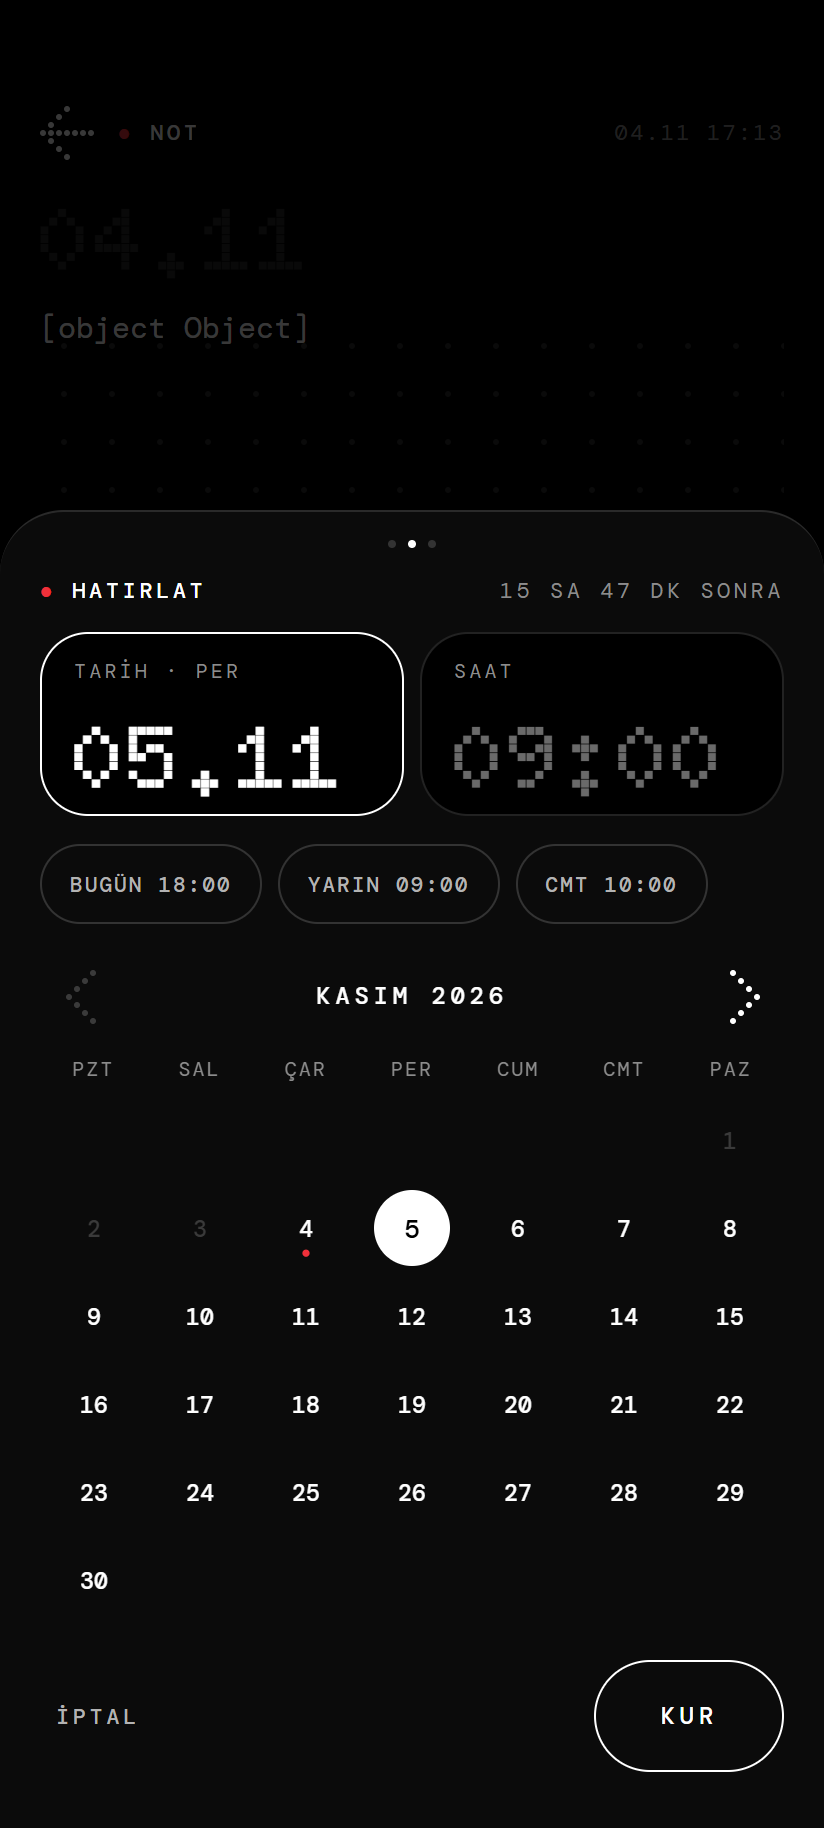 NOT 04.11 17:13
04.11
[object Object]
HATIRLAT 15 SA 47 DK SONRA
TARİH · PER SAAT
05.11 09:00
BUGÜN 18:00 YARIN 09:00 CMT 10:00
KASIM 2026
PZT SAL ÇAR PER CUM CMT PAZ
1
2 3 4 5 6 7 8
9 10 11 12 13 14 15
16 17 18 19 20 21 22
23 24 25 26 27 28 29
30
İPTAL KUR